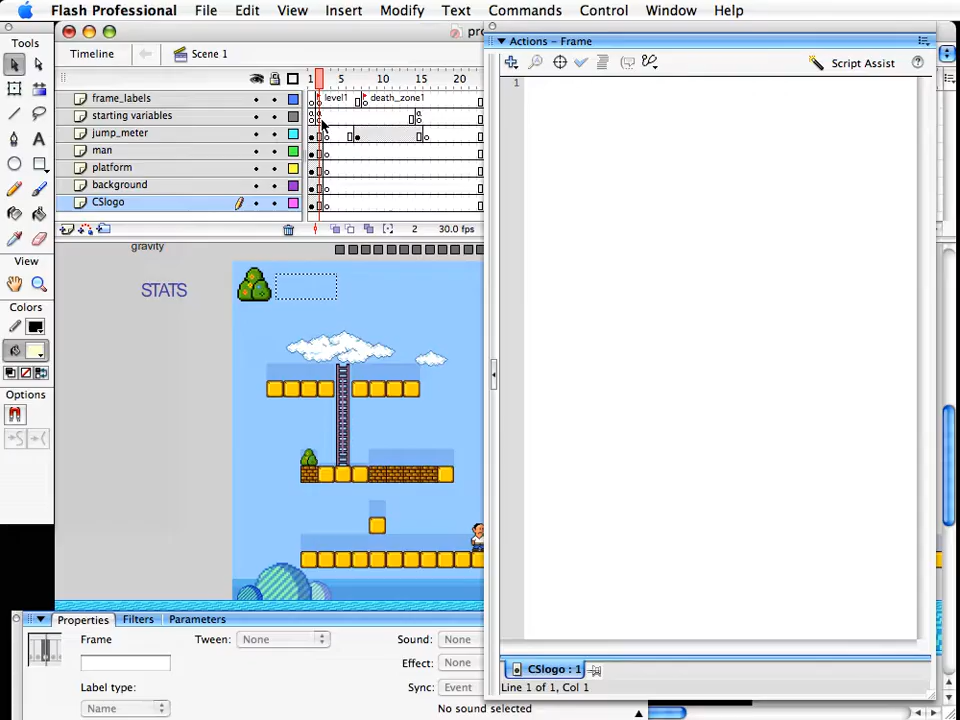 Flash Professional File Edit View Insert Modify Text Commands Control Window Help
Tools
Timeline
Scene 1
Actions - Frame
Script Assist
1 5 10 15 20
1
frame_labels
level1
death_zone1
starting variables
jump_meter
man
platform
background
CSlogo
2 30.0 fps
gravity
View
STATS
Colors
Options
Properties Filters Parameters
Frame
Tween: None
Sound: None
Effect: None
CSlogo : 1
Label type:
Sync: Event
Line 1 of 1, Col 1
Name
No sound selected